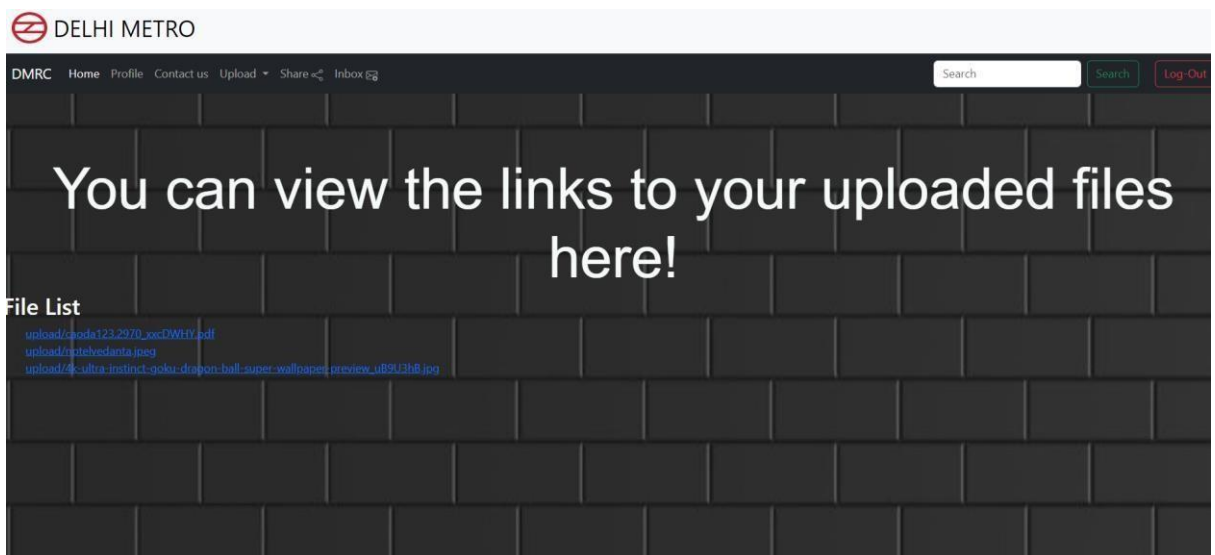 DELHI METRO
DMRC Home Profile Contact us Upload Share Inbox Search Search Log-Out
You can view the links to your uploaded files
here!
File List
upload/caoda123.2970_xxcDWHY.pdf
upload/nptelvedanta.jpeg
upload/4k-ultra-instinct-goku-dragon-ball-super-wallpaper-preview_uB9U3hB.jpg